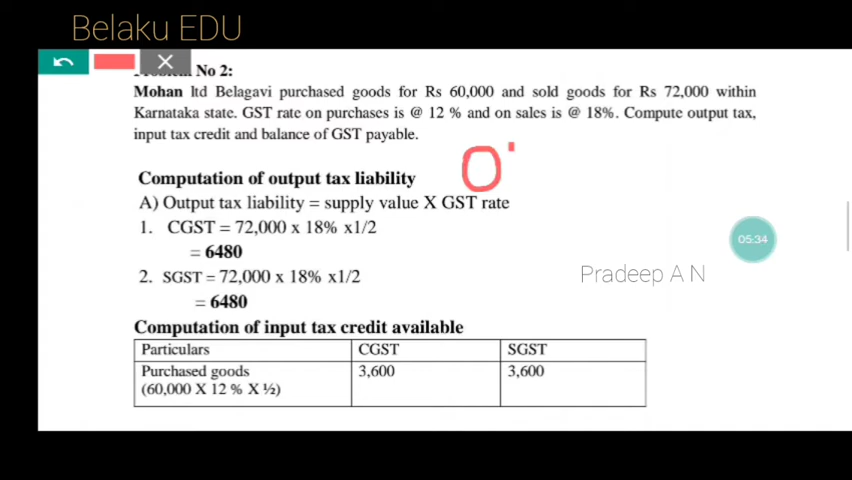 Belaku EDU
No 2:
Mohan ltd Belagavi purchased goods for Rs 60,000 and sold goods for Rs 72,000 within
Karnataka state. GST rate on purchases is @ 12 % and on sales is @ 18%. Compute output tax,
input tax credit and balance of GST payable.
Computation of output tax liability
A) Output tax liability = supply value X GST rate
1. CGST = 72,000 x 18% x1/2
= 6480
05:34
Pradeep A N
2. SGST = 72,000 x 18% x1/2
= 6480
Computation of input tax credit available
Particulars CGST SGST
Purchased goods 3,600 3,600
(60,000 X 12 % X ½)